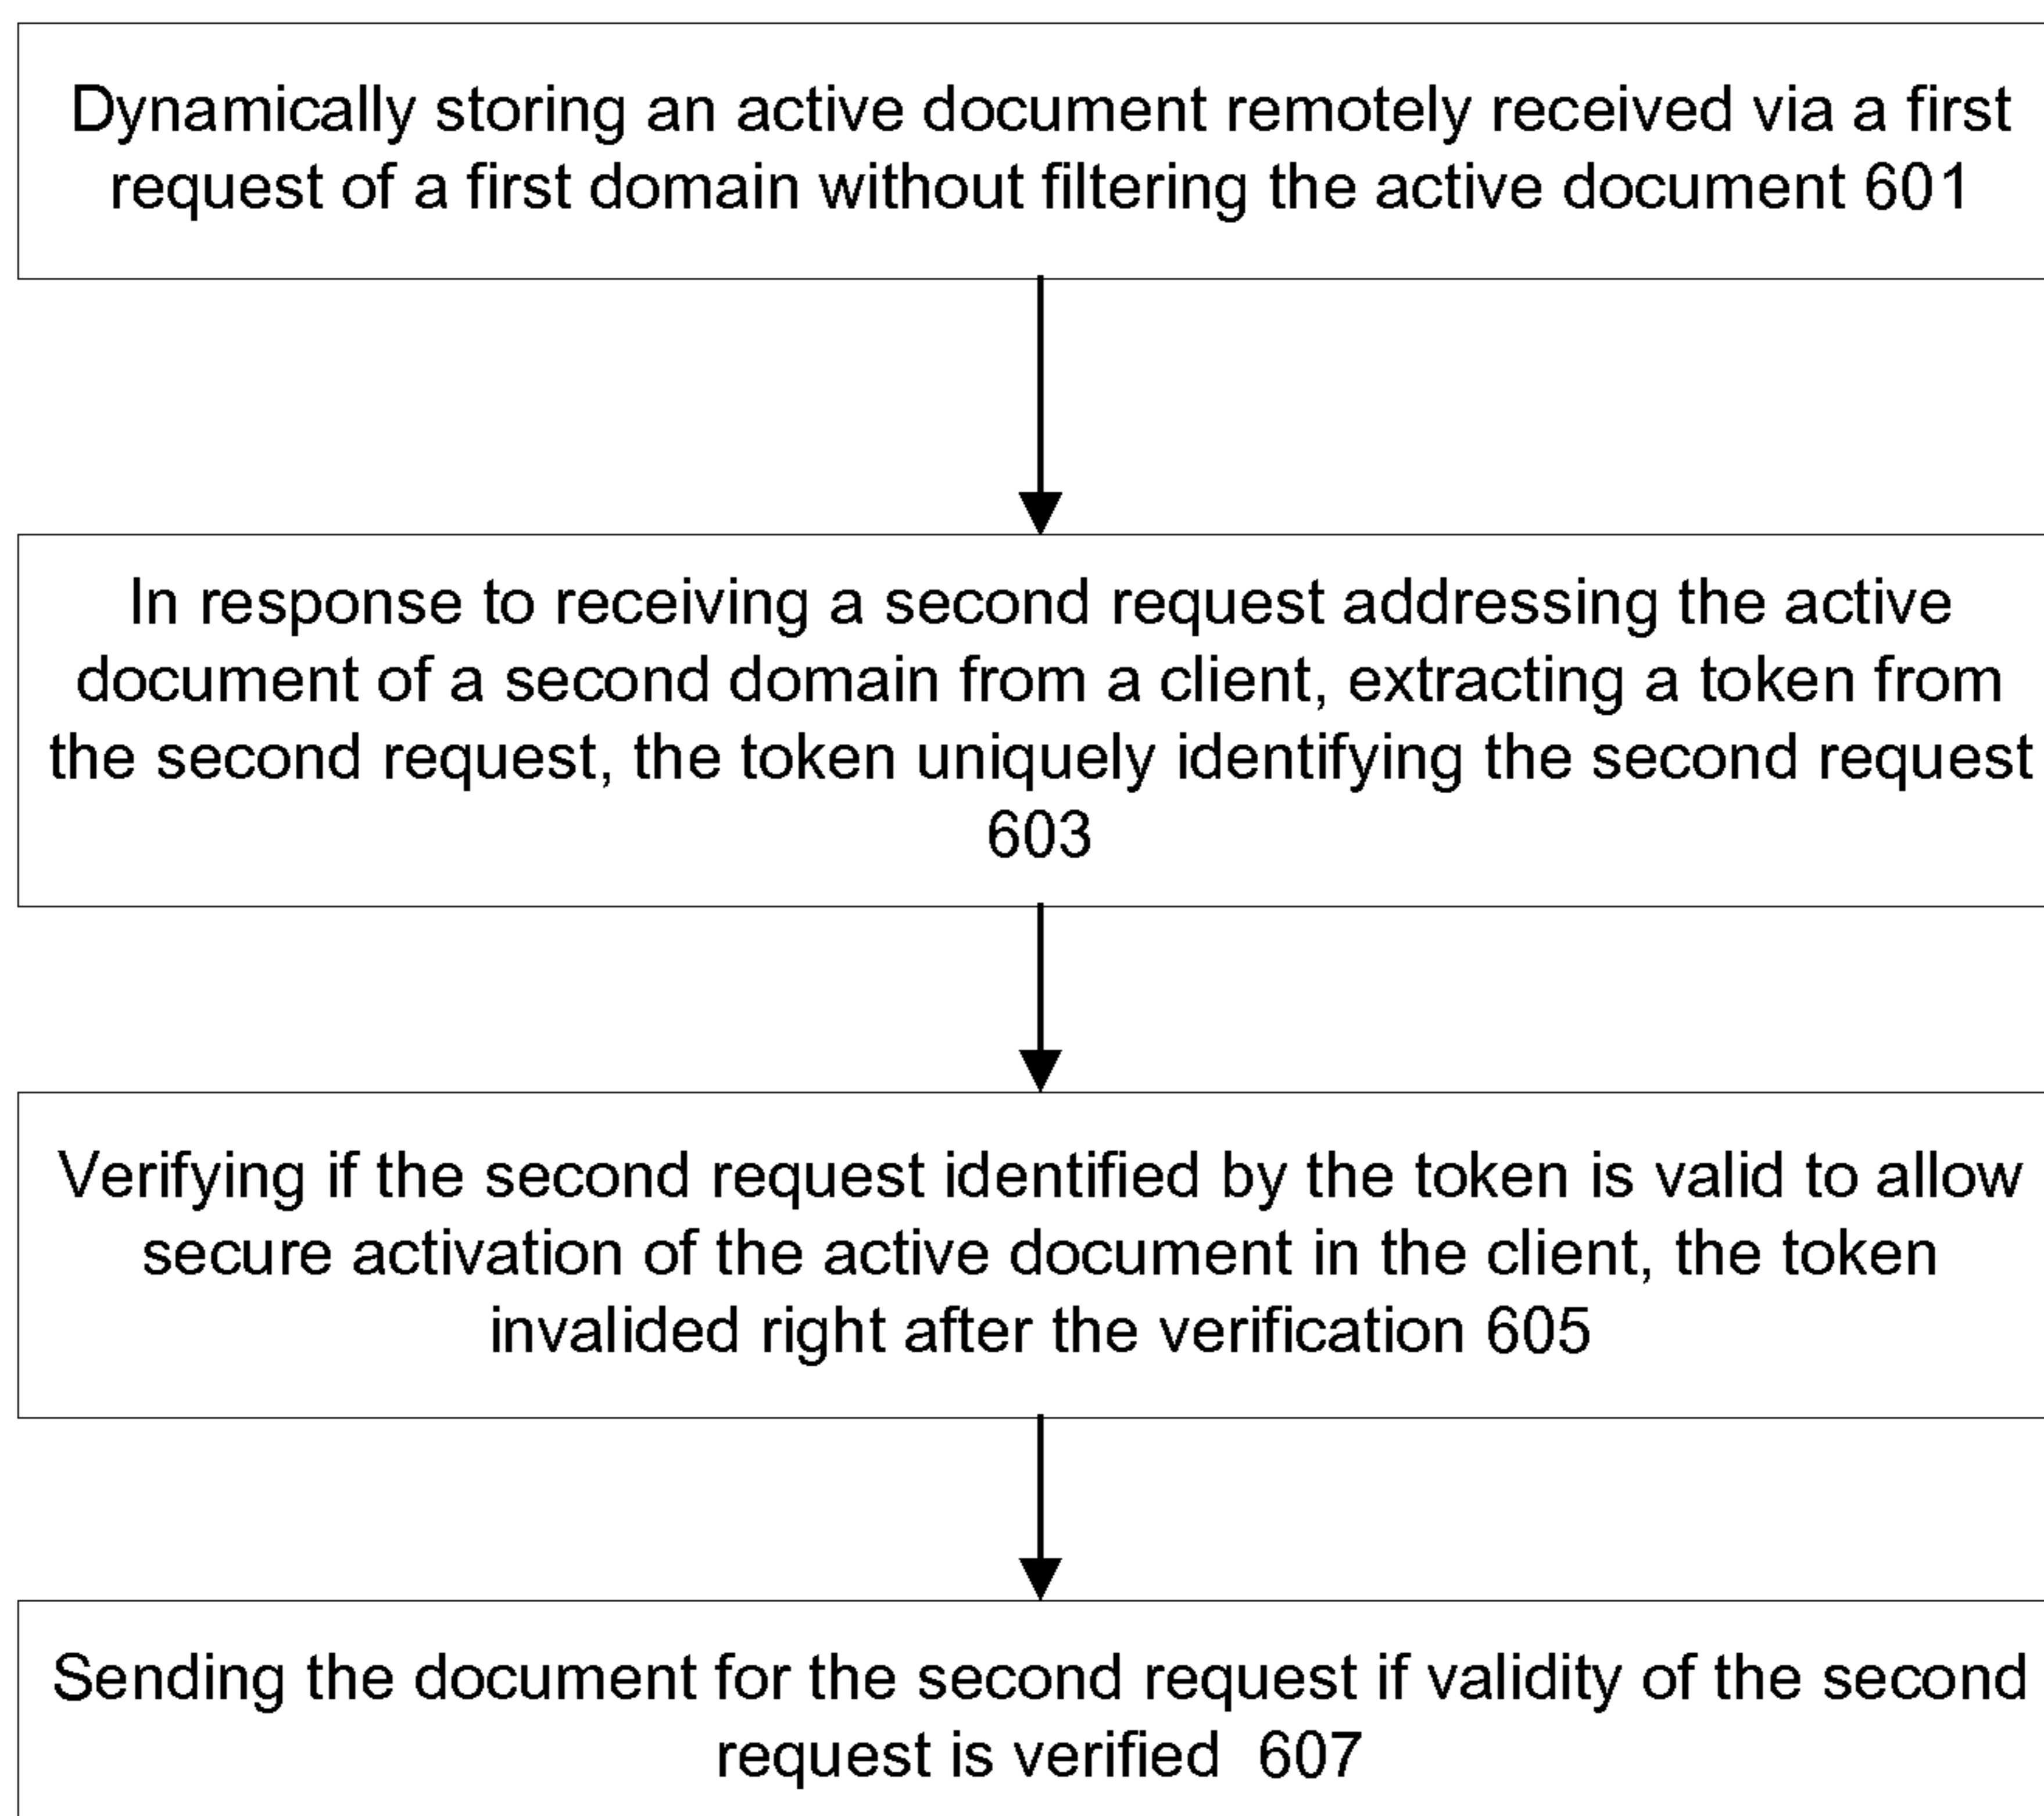 Dynamically storing an active document remotely received via a first
request of a first domain without filtering the active document 601
In response to receiving a second request addressing the active
document of a second domain from a client, extracting a token from
the second request, the token uniquely identifying the second request
603
Verifying if the second request identified by the token is valid to allow
secure activation of the active document in the client, the token
invalided right after the verification 605
Sending the document for the second request if validity of the second
request is verified 607